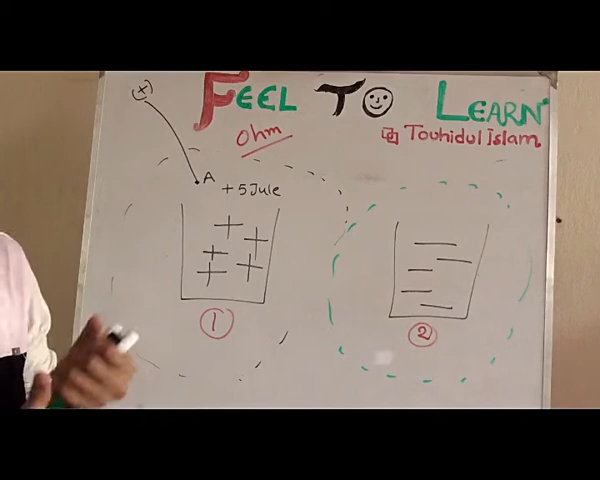 FEEL TO LEARN
Ohm
Touhidul Islam
(+)
A
+5 Jule
+ + + + +
1
2